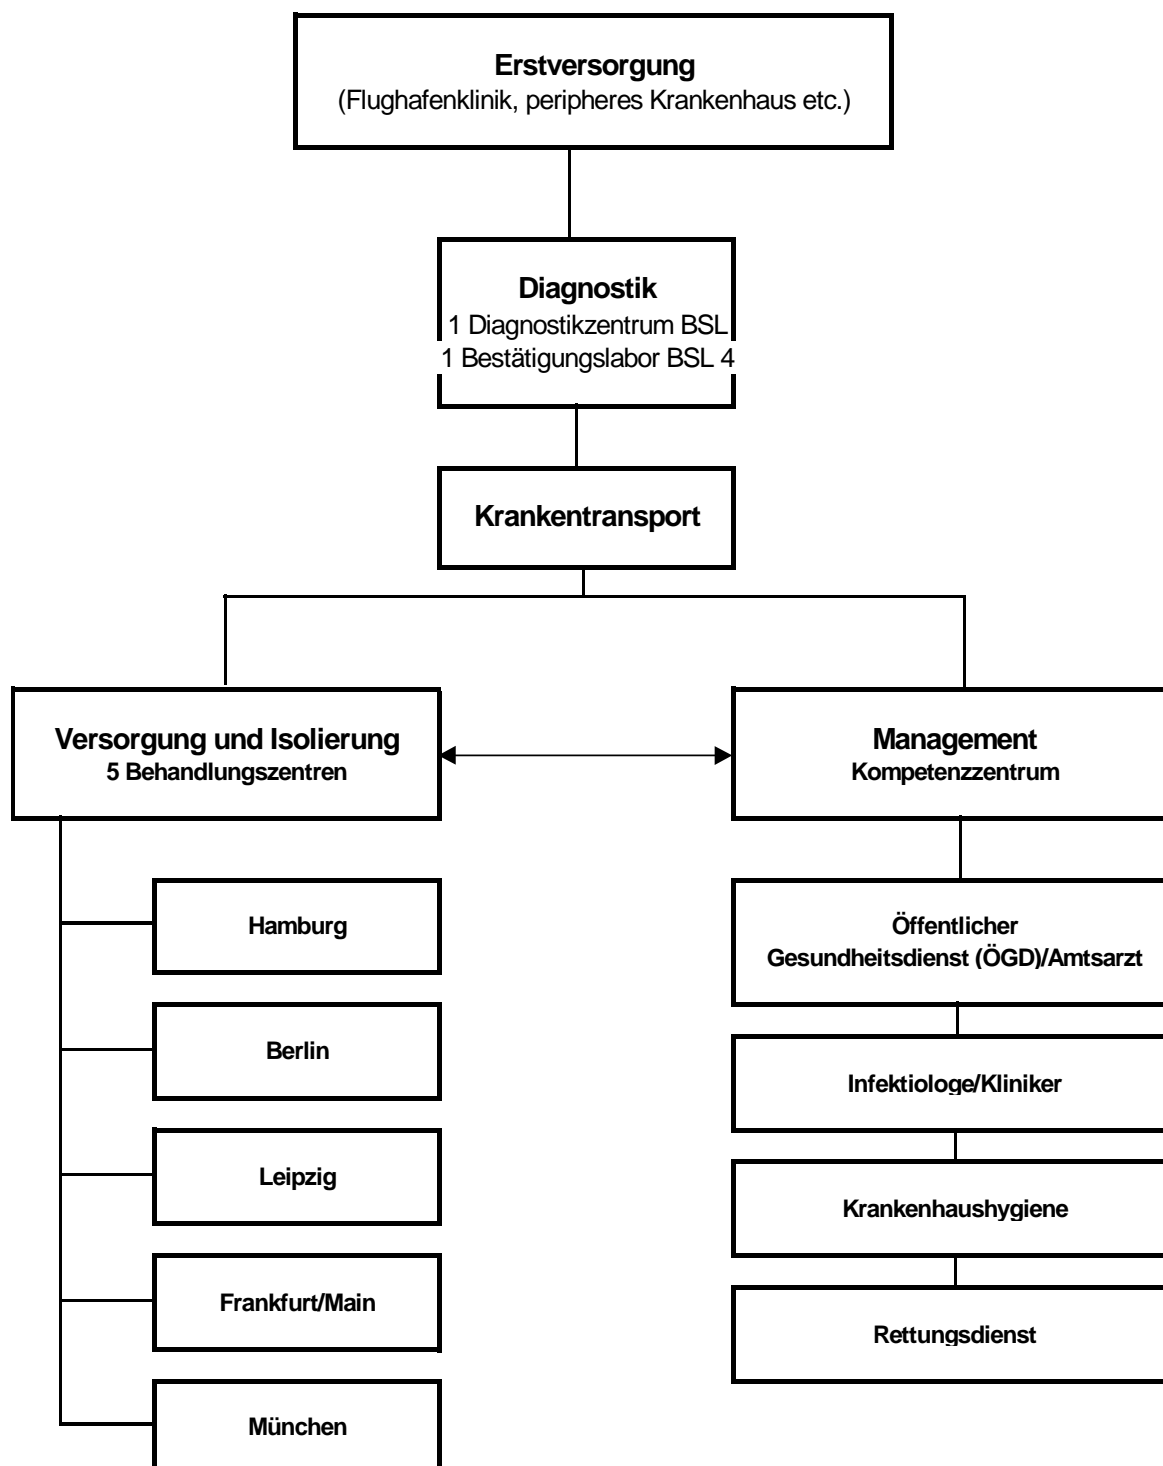 Erstversorgung
(Flughafenklinik, peripheres Krankenhaus etc.)
Diagnostik
1 Diagnostikzentrum BSL
1 Bestätigungslabor BSL 4
Krankentransport
Versorgung und Isolierung
5 Behandlungszentren
Management
Kompetenzzentrum
Hamburg
Berlin
Leipzig
Frankfurt/Main
München
Öffentlicher
Gesundheitsdienst (ÖGD)/Amtsarzt
Infektiologe/Kliniker
Krankenhaushygiene
Rettungsdienst